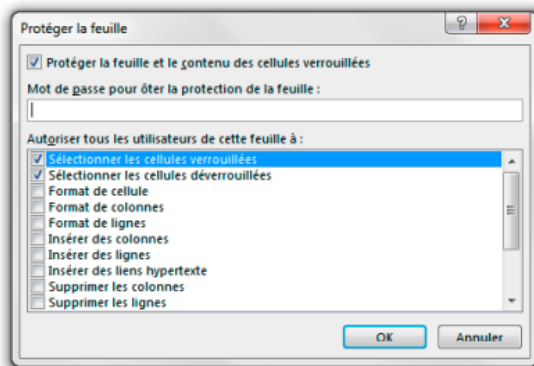 Protéger la feuille
Protéger la feuille et le contenu des cellules verrouillées
Mot de passe pour ôter la protection de la feuille :
Autoriser tous les utilisateurs de cette feuille à :
Sélectionner les cellules verrouillées
Sélectionner les cellules déverrouillées
Format de cellule
Format de colonnes
Format de lignes
Insérer des colonnes
Insérer des lignes
Insérer des liens hypertexte
Supprimer les colonnes
Supprimer les lignes
OK Annuler